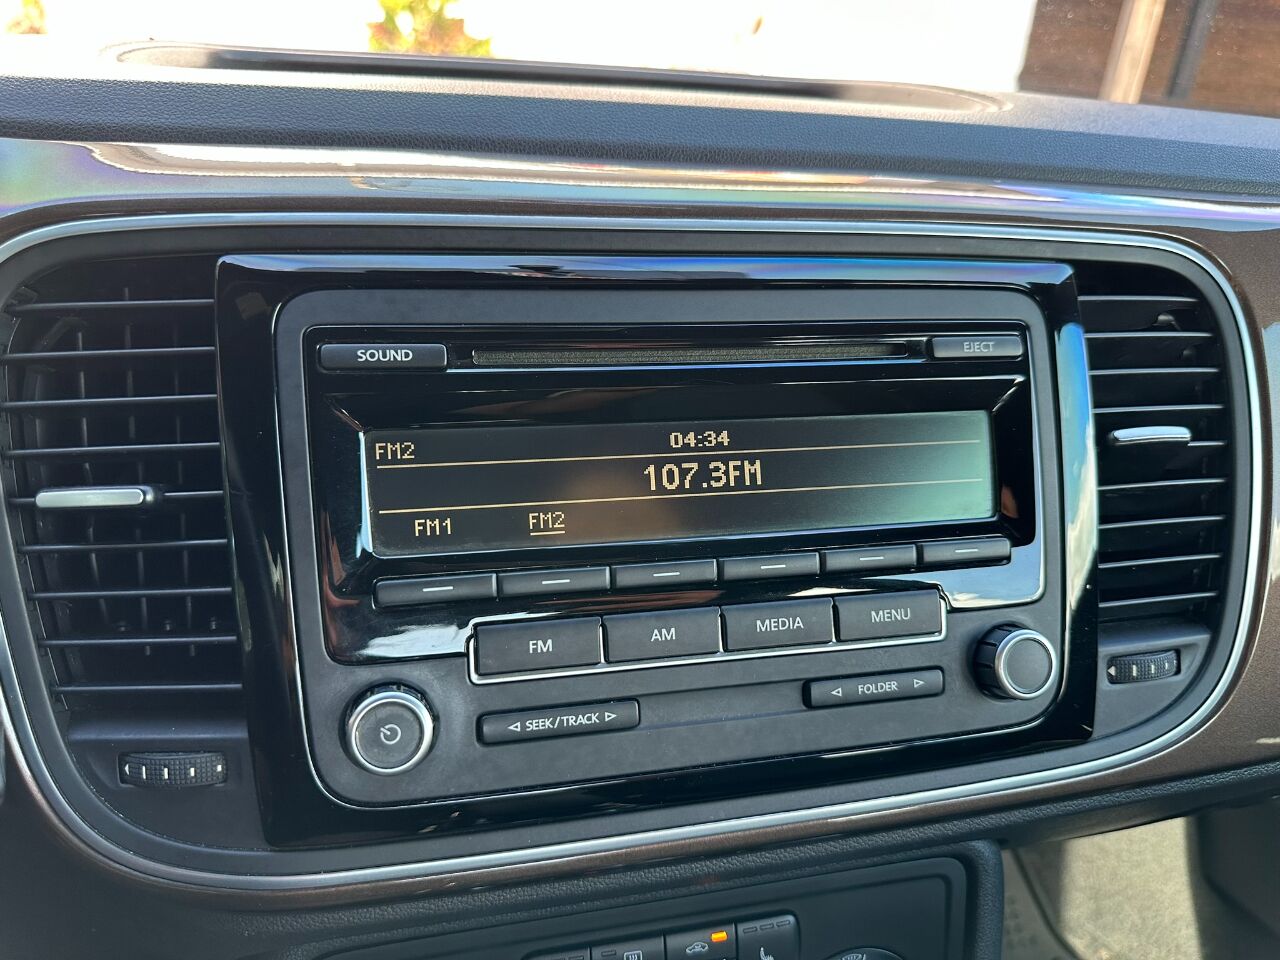 SOUND
EJECT
FM2
04:34
107.3FM
FM1 FM2
FM AM MEDIA MENU
SEEK/TRACK
FOLDER